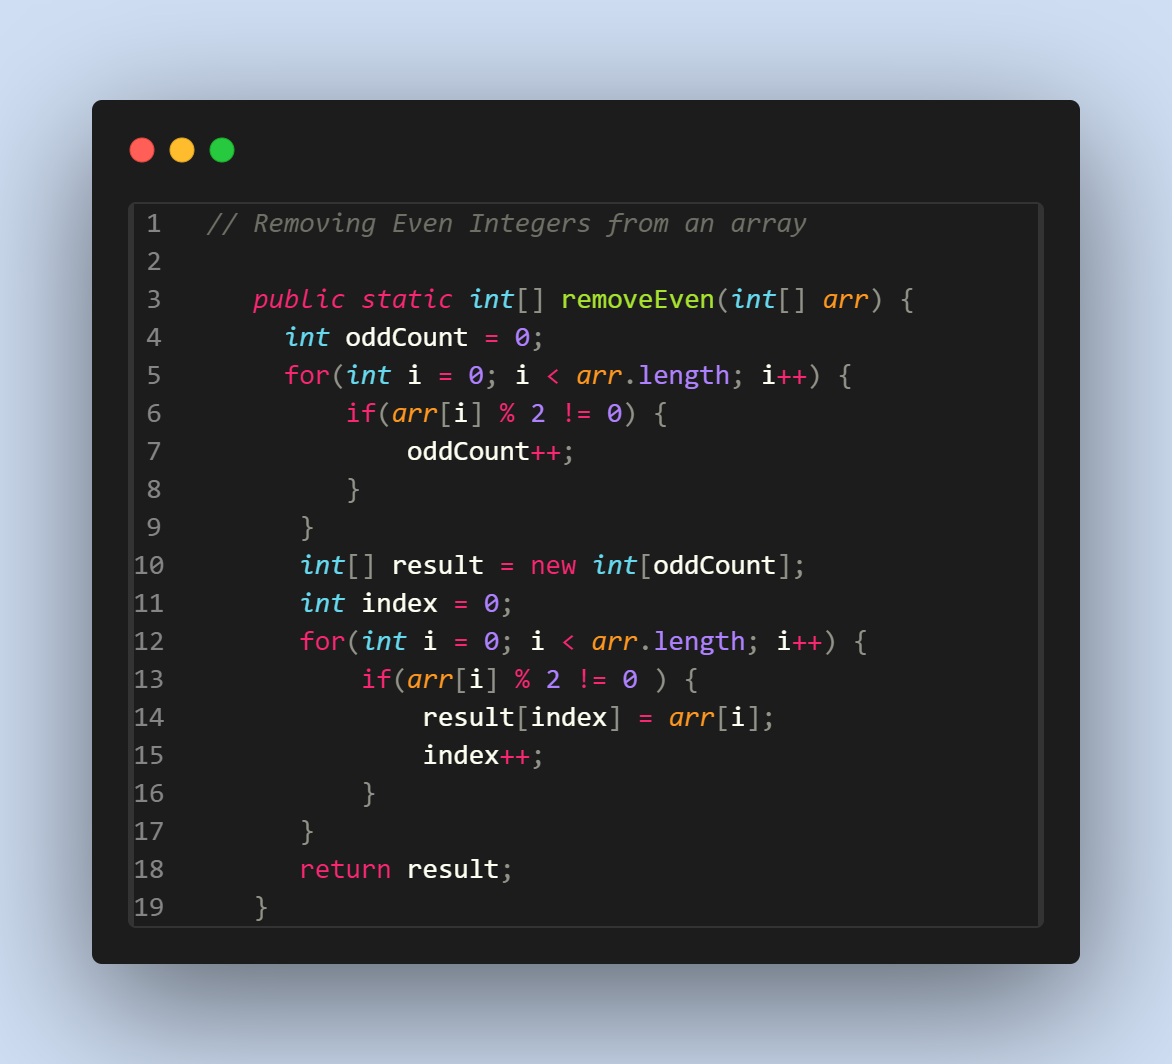 1 // Removing Even Integers from an array
2
3 public static int[] removeEven(int[] arr) {
4 int oddCount = 0;
5 for(int i = 0; i < arr.length; i++) {
6 if(arr[i] % 2 != 0) {
7 oddCount++;
8 }
9 }
10 int[] result = new int[oddCount];
11 int index = 0;
12 for(int i = 0; i < arr.length; i++) {
13 if(arr[i] % 2 != 0 ) {
14 result[index] = arr[i];
15 index++;
16 }
17 }
18 return result;
19 }